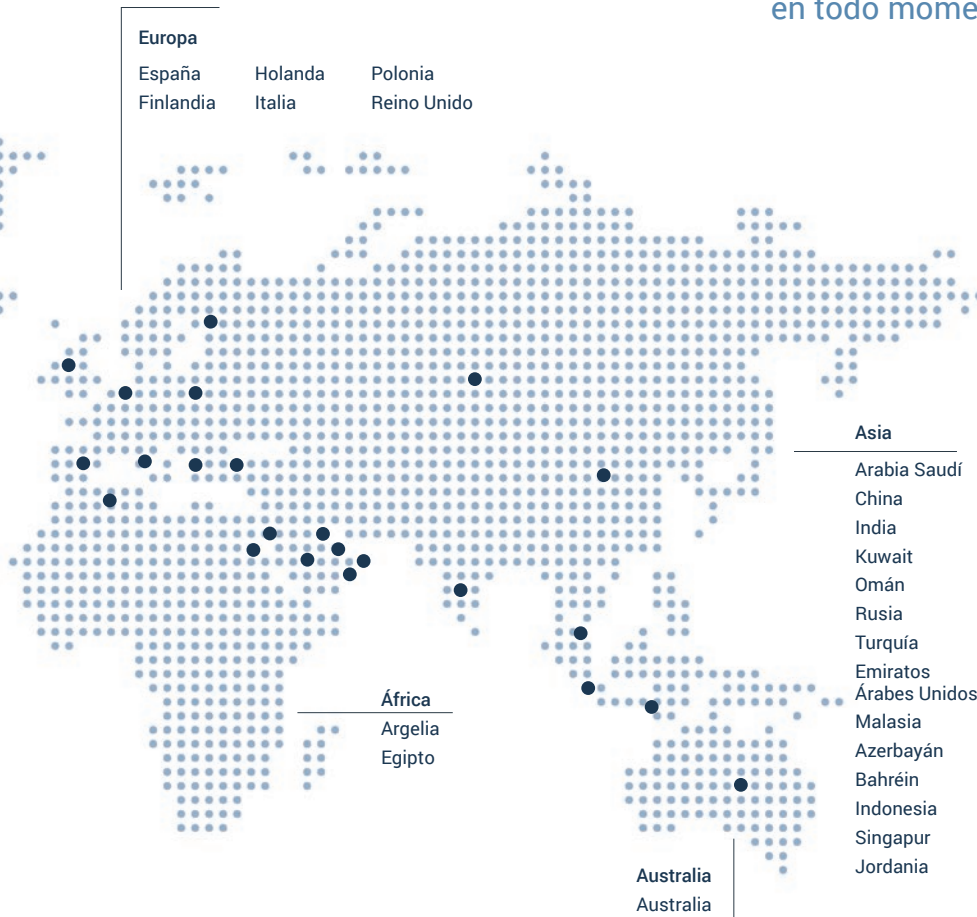 en todo mome
Europa
España Holanda Polonia
Finlandia Italia Reino Unido
Asia
Arabia Saudí
China
India
Kuwait
Omán
Rusia
Turquía
Emiratos
Árabes Unidos
Malasia
Azerbayán
Bahréin
Indonesia
Singapur
Jordania
África
Argelia
Egipto
Australia
Australia